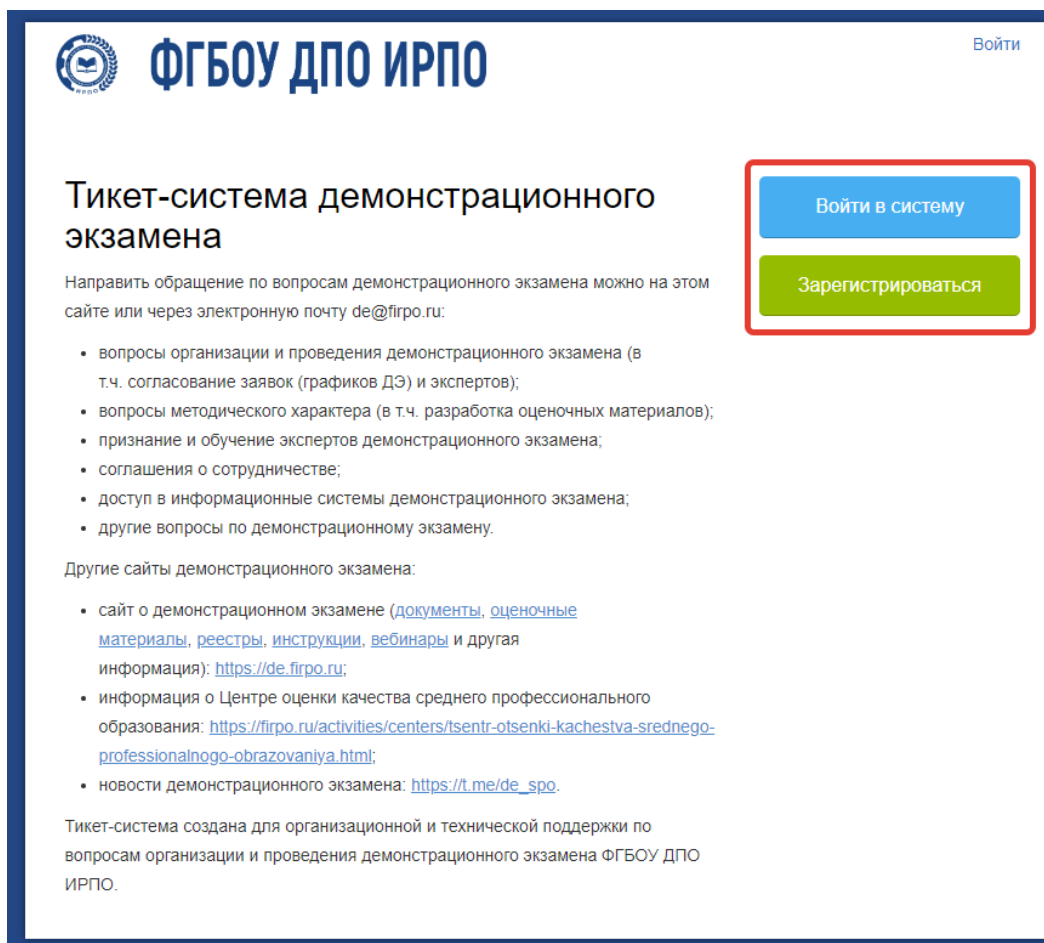 ФГБОУ ДПО ИРПО
Войти
ИРПО
Тикет-система демонстрационного
экзамена
Войти в систему
Зарегистрироваться
Направить обращение по вопросам демонстрационного экзамена можно на этом
сайте или через электронную почту de@firpo.ru:
• вопросы организации и проведения демонстрационного экзамена (в
т.ч. согласование заявок (графиков ДЭ) и экспертов);
• вопросы методического характера (в т.ч. разработка оценочных материалов);
• признание и обучение экспертов демонстрационного экзамена;
• соглашения о сотрудничестве;
• доступ в информационные системы демонстрационного экзамена;
• другие вопросы по демонстрационному экзамену.
Другие сайты демонстрационного экзамена:
• сайт о демонстрационном экзамене (документы, оценочные
материалы, реестры, инструкции, вебинары и другая
информация): https://de.firpo.ru;
• информация о Центре оценки качества среднего профессионального
образования: https://firpo.ru/activities/centers/tsentr-otsenki-kachestva-srednego-
professionalnogo-obrazovaniya.html;
• новости демонстрационного экзамена: https://t.me/de_spo.
Тикет-система создана для организационной и технической поддержки по
вопросам организации и проведения демонстрационного экзамена ФГБОУ ДПО
ИРПО.